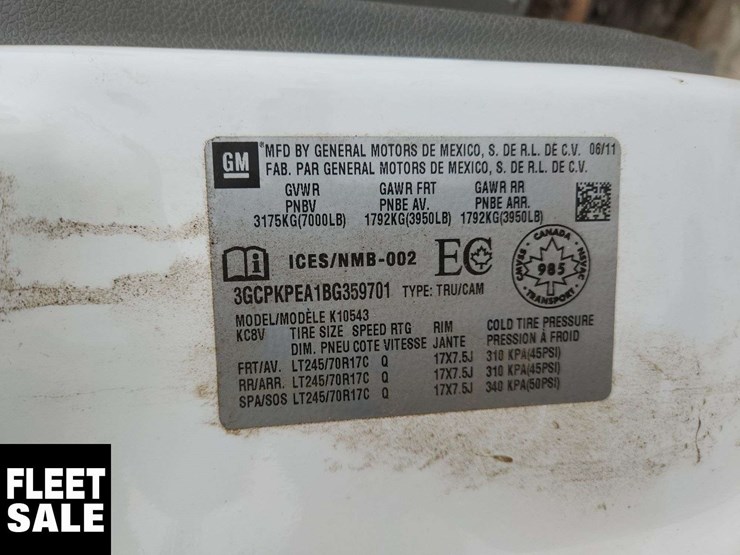 GM ®MFD BY GENERAL MOTORS DE MEXICO, S. DE R.L. DE C.V. 06/11
FAB. PAR GENERAL MOTORS DE MEXICO, S. DE R.L. DE C.V.
GVWR GAWR FRT GAWR RR
PNBV PNBE AV. PNBE ARR.
3175KG(7000LB) 1792KG(3950LB) 1792KG(3950LB)
i ICES/NMB-002 EC CANADA CMVSS NSVAC 985 TRANSPORT
3GCPKPEA1BG359701 TYPE: TRU/CAM
MODEL/MODÈLE K10543
KC8V TIRE SIZE SPEED RTG RIM COLD TIRE PRESSURE
DIM. PNEU COTE VITESSE JANTE PRESSION À FROID
FRT/AV. LT245/70R17C Q 17X7.5J 310 KPA(45PSI)
RR/ARR. LT245/70R17C Q 17X7.5J 310 KPA(45PSI)
SPA/SOS LT245/70R17C Q 17X7.5J 340 KPA(50PSI)
FLEET
SALE